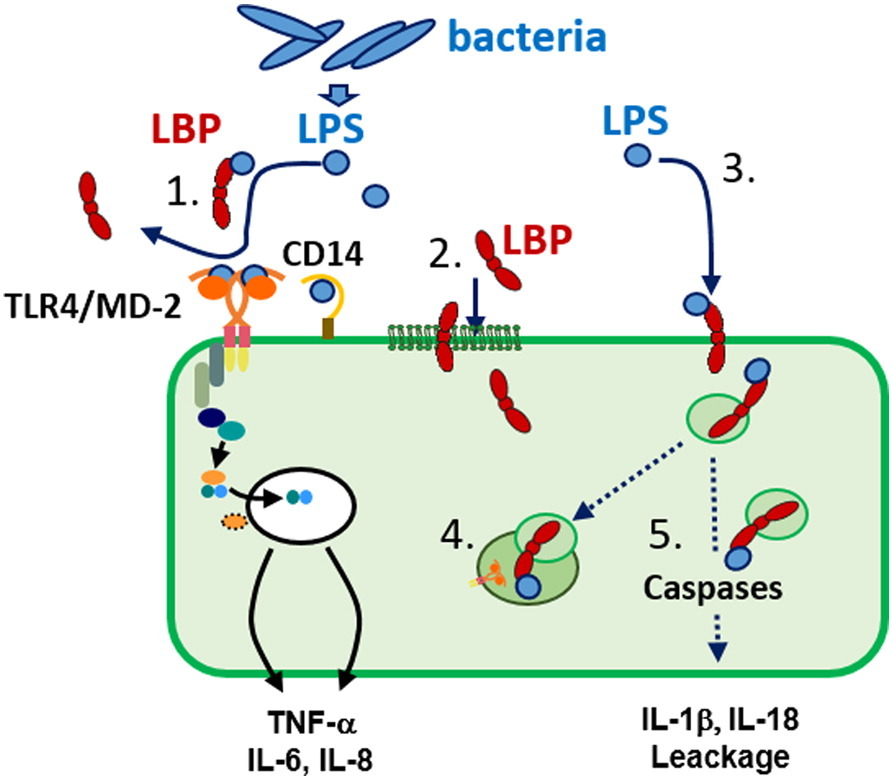 bacteria
LBP
LPS
LPS
1.
3.
CD14
2.
LBP
TLR4/MD-2
4.
5.
Caspases
TNF-α
IL-6, IL-8
IL-1β, IL-18
Leackage